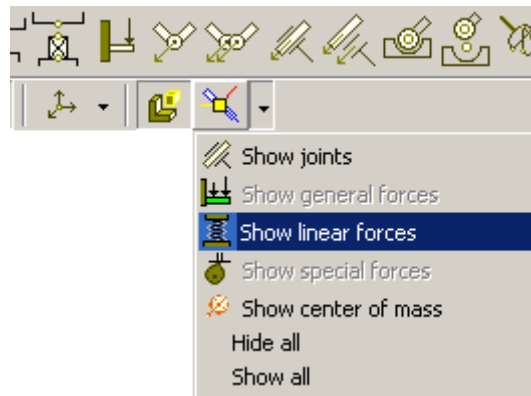 Show joints
Show general forces
Show linear forces
Show special forces
Show center of mass
Hide all
Show all